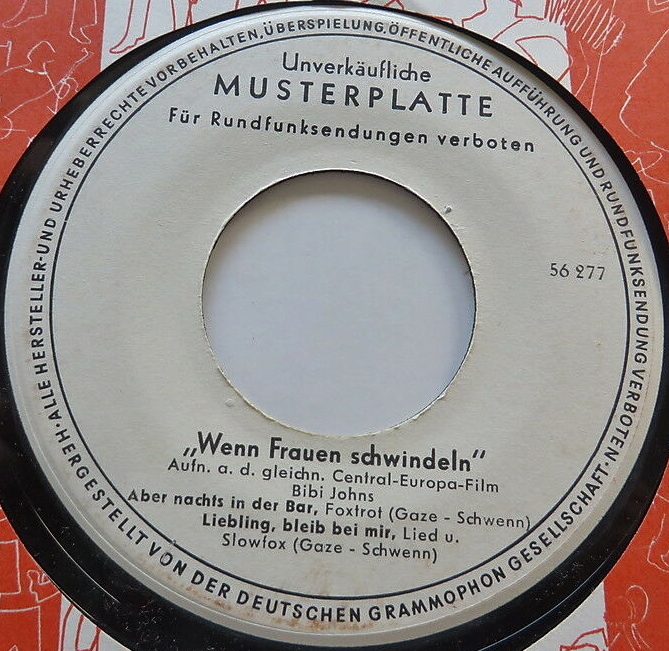 · ALLE HERSTELLER- UND URHEBERRECHTE VORBEHALTEN, ÜBERSPIELUNG, ÖFFENTLICHE AUFFÜHRUNG UND RUNDFUNKSENDUNG VERBOTEN ·
Unverkäufliche
MUSTERPLATTE
Für Rundfunksendungen verboten
56 277
„Wenn Frauen schwindeln“
Aufn. a. d. gleichn. Central-Europa-Film
Bibi Johns
Aber nachts in der Bar, Foxtrot (Gaze - Schwenn)
Liebling, bleib bei mir, Lied u.
Slowfox (Gaze - Schwenn)
HERGESTELLT VON DER DEUTSCHEN GRAMMOPHON GESELLSCHAFT.·H